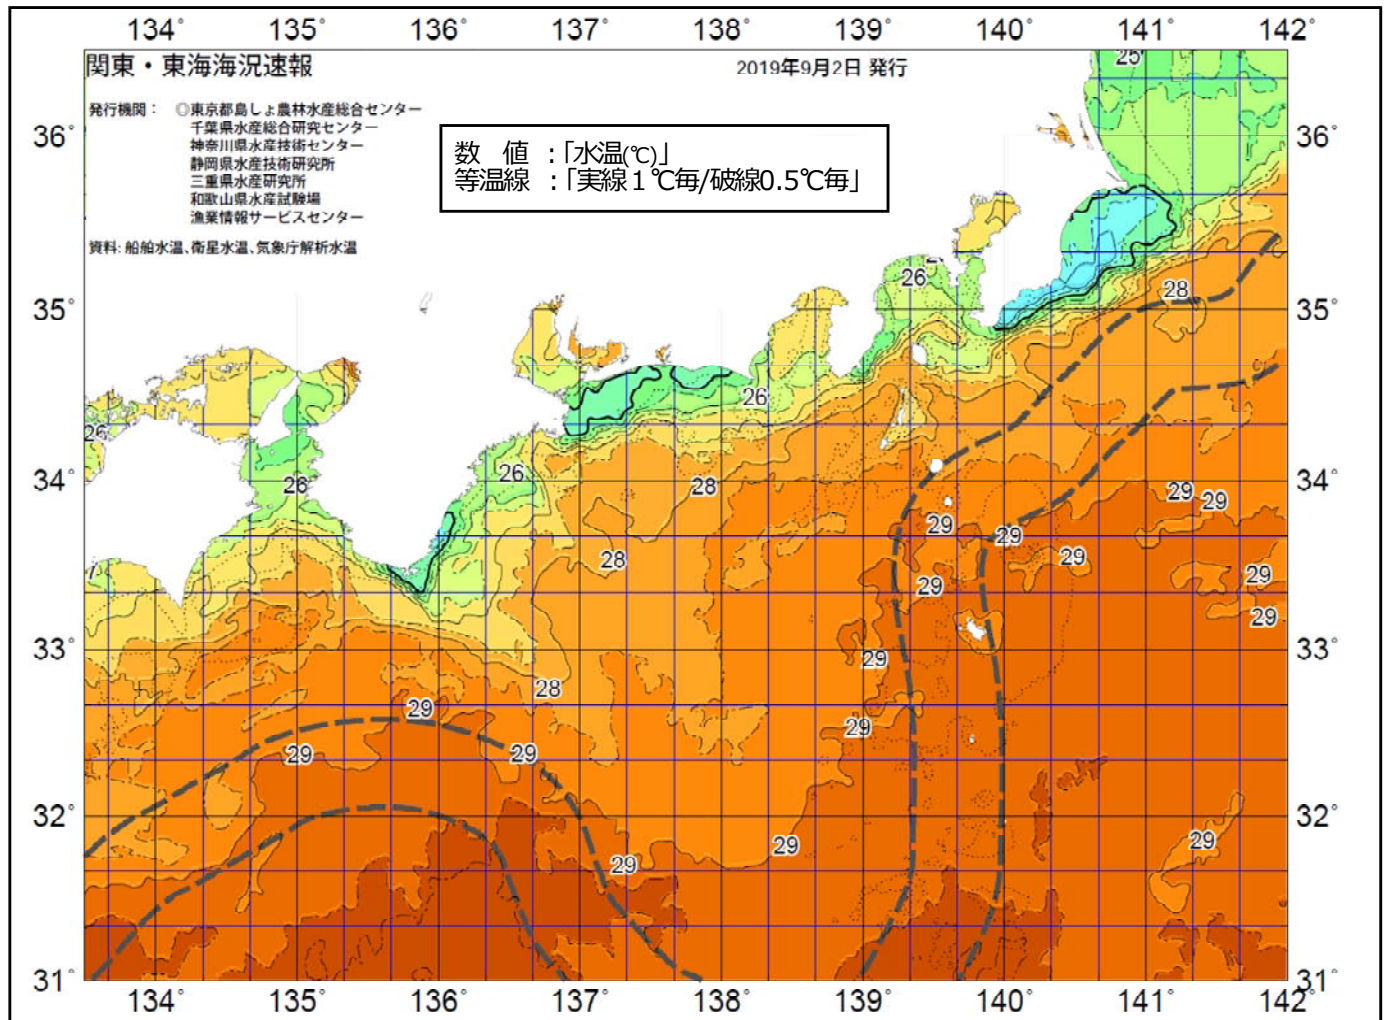 134° 135° 136° 137° 138° 139° 140° 141° 142°
関東・東海海況速報
2019年9月2日 発行
25
発行機関： ◎東京都島しょ農林水産総合センター
千葉県水産総合研究センター
神奈川県水産技術センター
静岡県水産技術研究所
三重県水産研究所
和歌山県水産試験場
漁業情報サービスセンター
資料: 船舶水温、衛星水温、気象庁解析水温
数 値 ：「水温(℃)」
等温線 ：「実線１℃毎/破線0.5℃毎」
36° 36°
26
28
35° 35°
26
26
26
26
28
34° 34°
29
29
29
29
28
29
29
29
29
33° 33°
29
28
29
29
29
29
32° 32°
29
29
29
31° 31°
134° 135° 136° 137° 138° 139° 140° 141° 142°